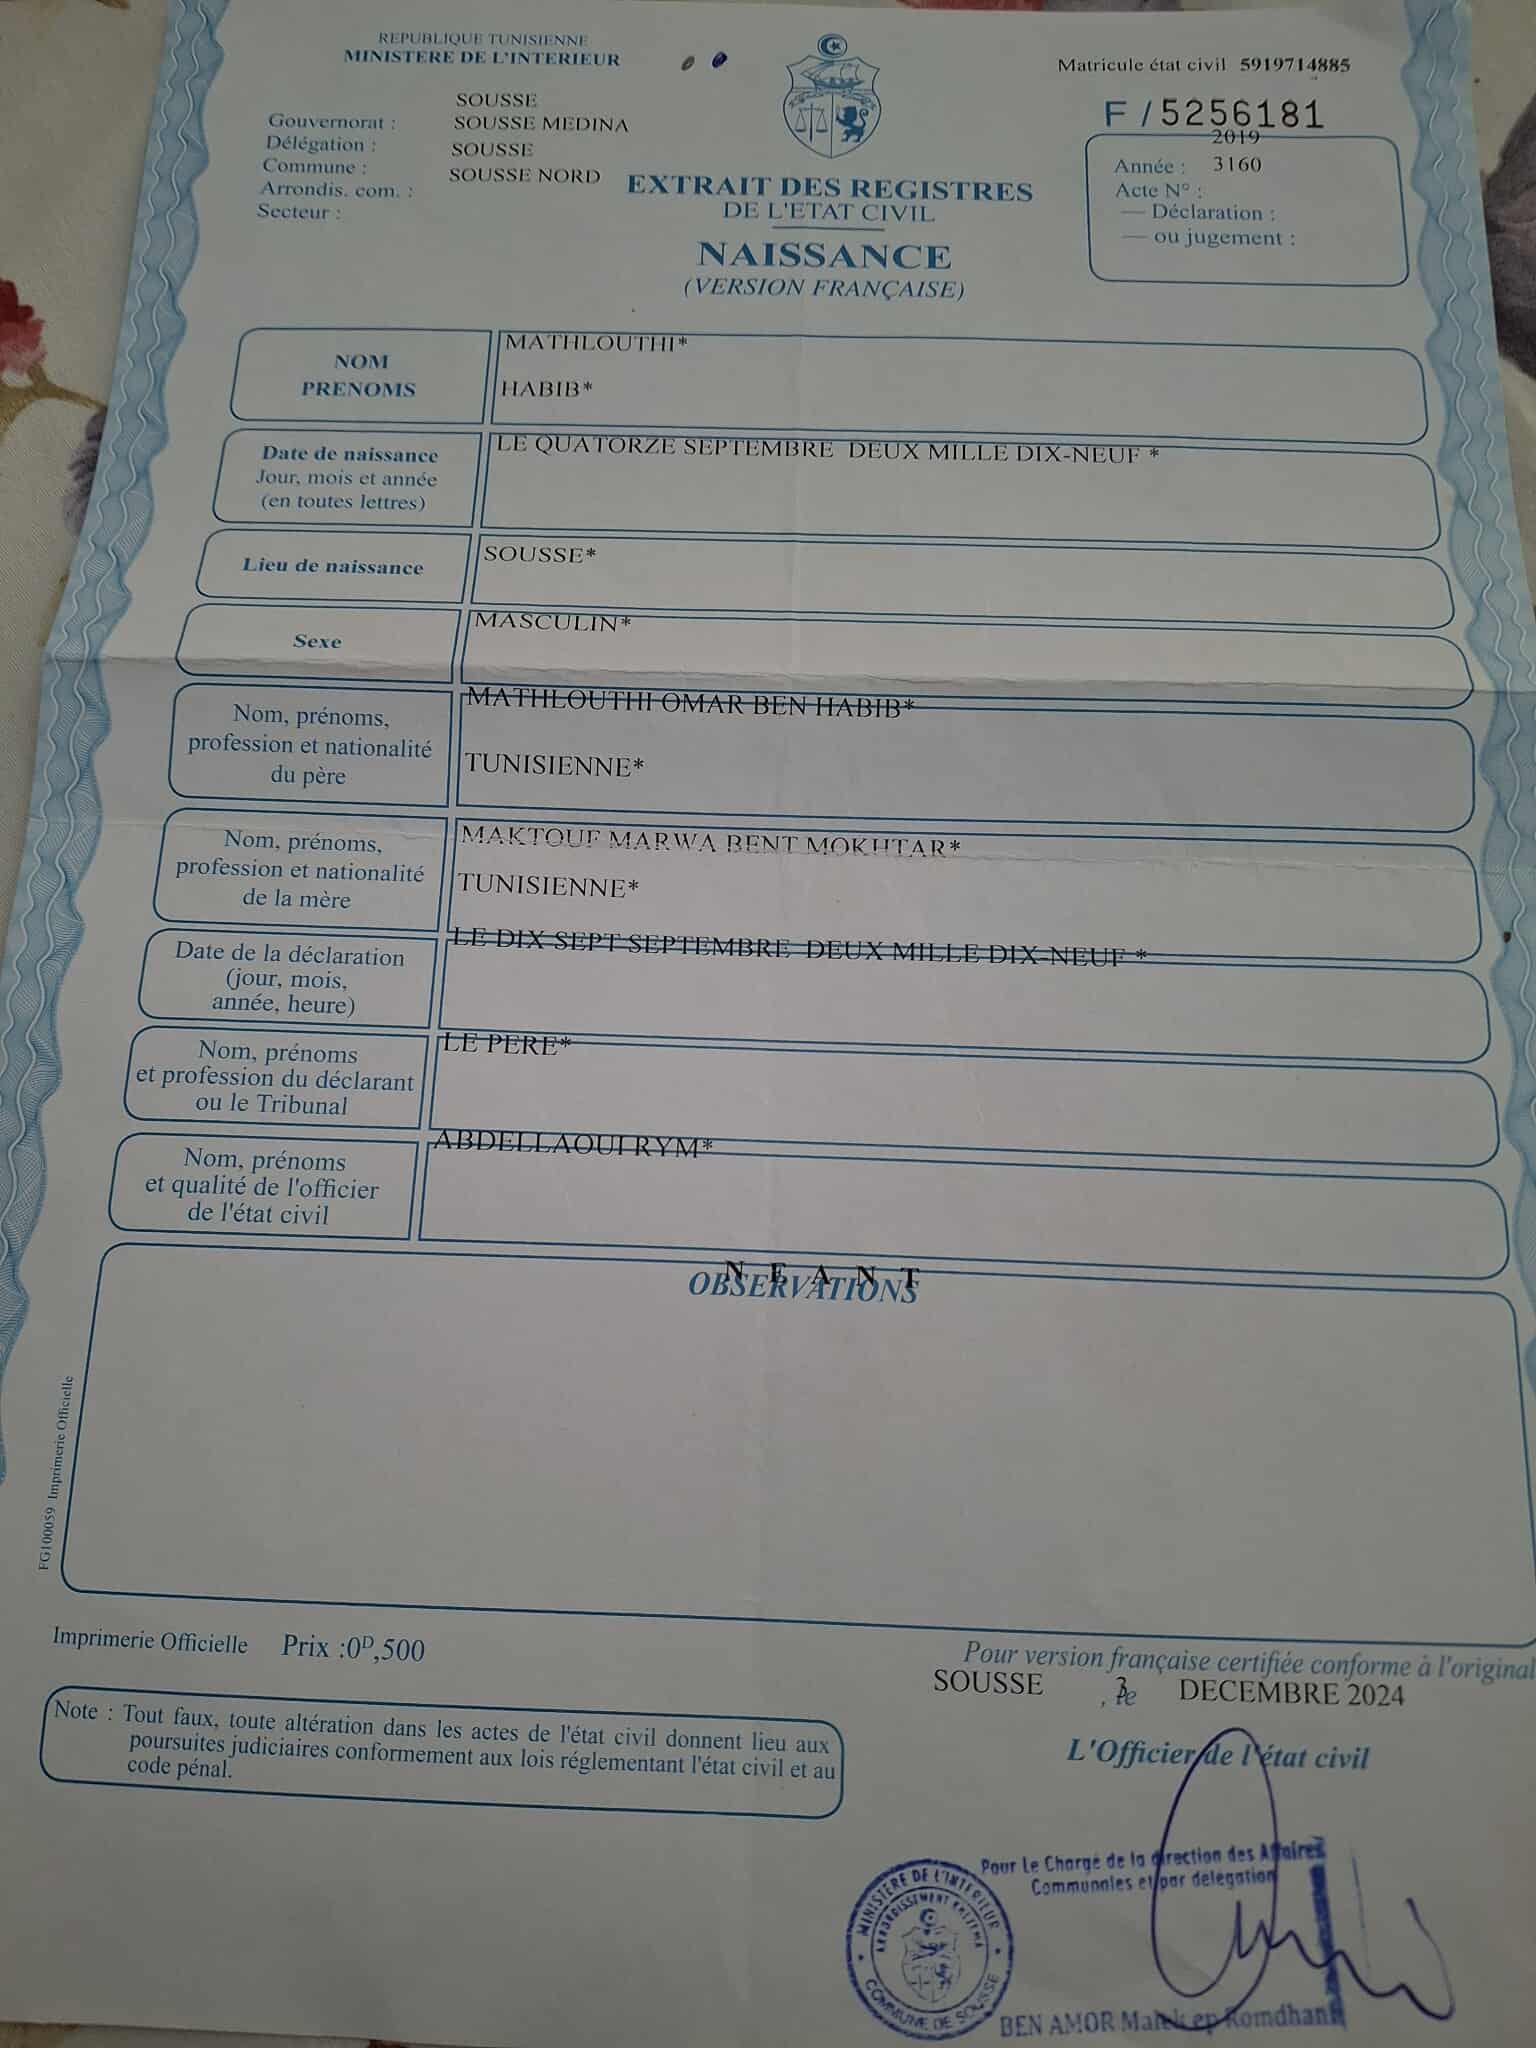 REPUBLIQUE TUNISIENNE
MINISTERE DE L'INTERIEUR
Matricule état civil 5919714885
F / 5256181
SOUSSE
Gouvernorat : SOUSSE MEDINA
Délégation : SOUSSE
Commune : SOUSSE NORD
Arrondis. com. :
Secteur :
EXTRAIT DES REGISTRES
DE L'ETAT CIVIL
NAISSANCE
(VERSION FRANÇAISE)
2019
Année : 3160
Acte N° :
— Déclaration :
— ou jugement :
NOM
PRENOMS
MATHLOUTHI*
HABIB*
Date de naissance
Jour, mois et année
(en toutes lettres)
LE QUATORZE SEPTEMBRE DEUX MILLE DIX-NEUF *
Lieu de naissance
SOUSSE*
Sexe
MASCULIN*
Nom, prénoms,
profession et nationalité
du père
MATHLOUTHI OMAR BEN HABIB*
TUNISIENNE*
Nom, prénoms,
profession et nationalité
de la mère
MAKTOUF MARWA BENT MOKHTAR*
TUNISIENNE*
Date de la déclaration
(jour, mois,
année, heure)
LE DIX SEPT SEPTEMBRE DEUX MILLE DIX-NEUF *
Nom, prénoms
et profession du déclarant
ou le Tribunal
LE PERE*
Nom, prénoms
et qualité de l'officier
de l'état civil
ABDELLAOUI RYM*
N E A N T
OBSERVATIONS
FG100059 Imprimerie Officielle
Imprimerie Officielle Prix :0D,500
Pour version française certifiée conforme à l'original
SOUSSE , le 3 DECEMBRE 2024
Note : Tout faux, toute altération dans les actes de l'état civil donnent lieu aux
poursuites judiciaires conformement aux lois réglementant l'état civil et au
code pénal.
L'Officier de l'état civil
Pour Le Chargé de la direction des Affaires
Communales et par délégation
MINISTERE DE L'INTERIEUR
COMMUNE DE SOUSSE
BEN AMOR Malek ep Romdhan